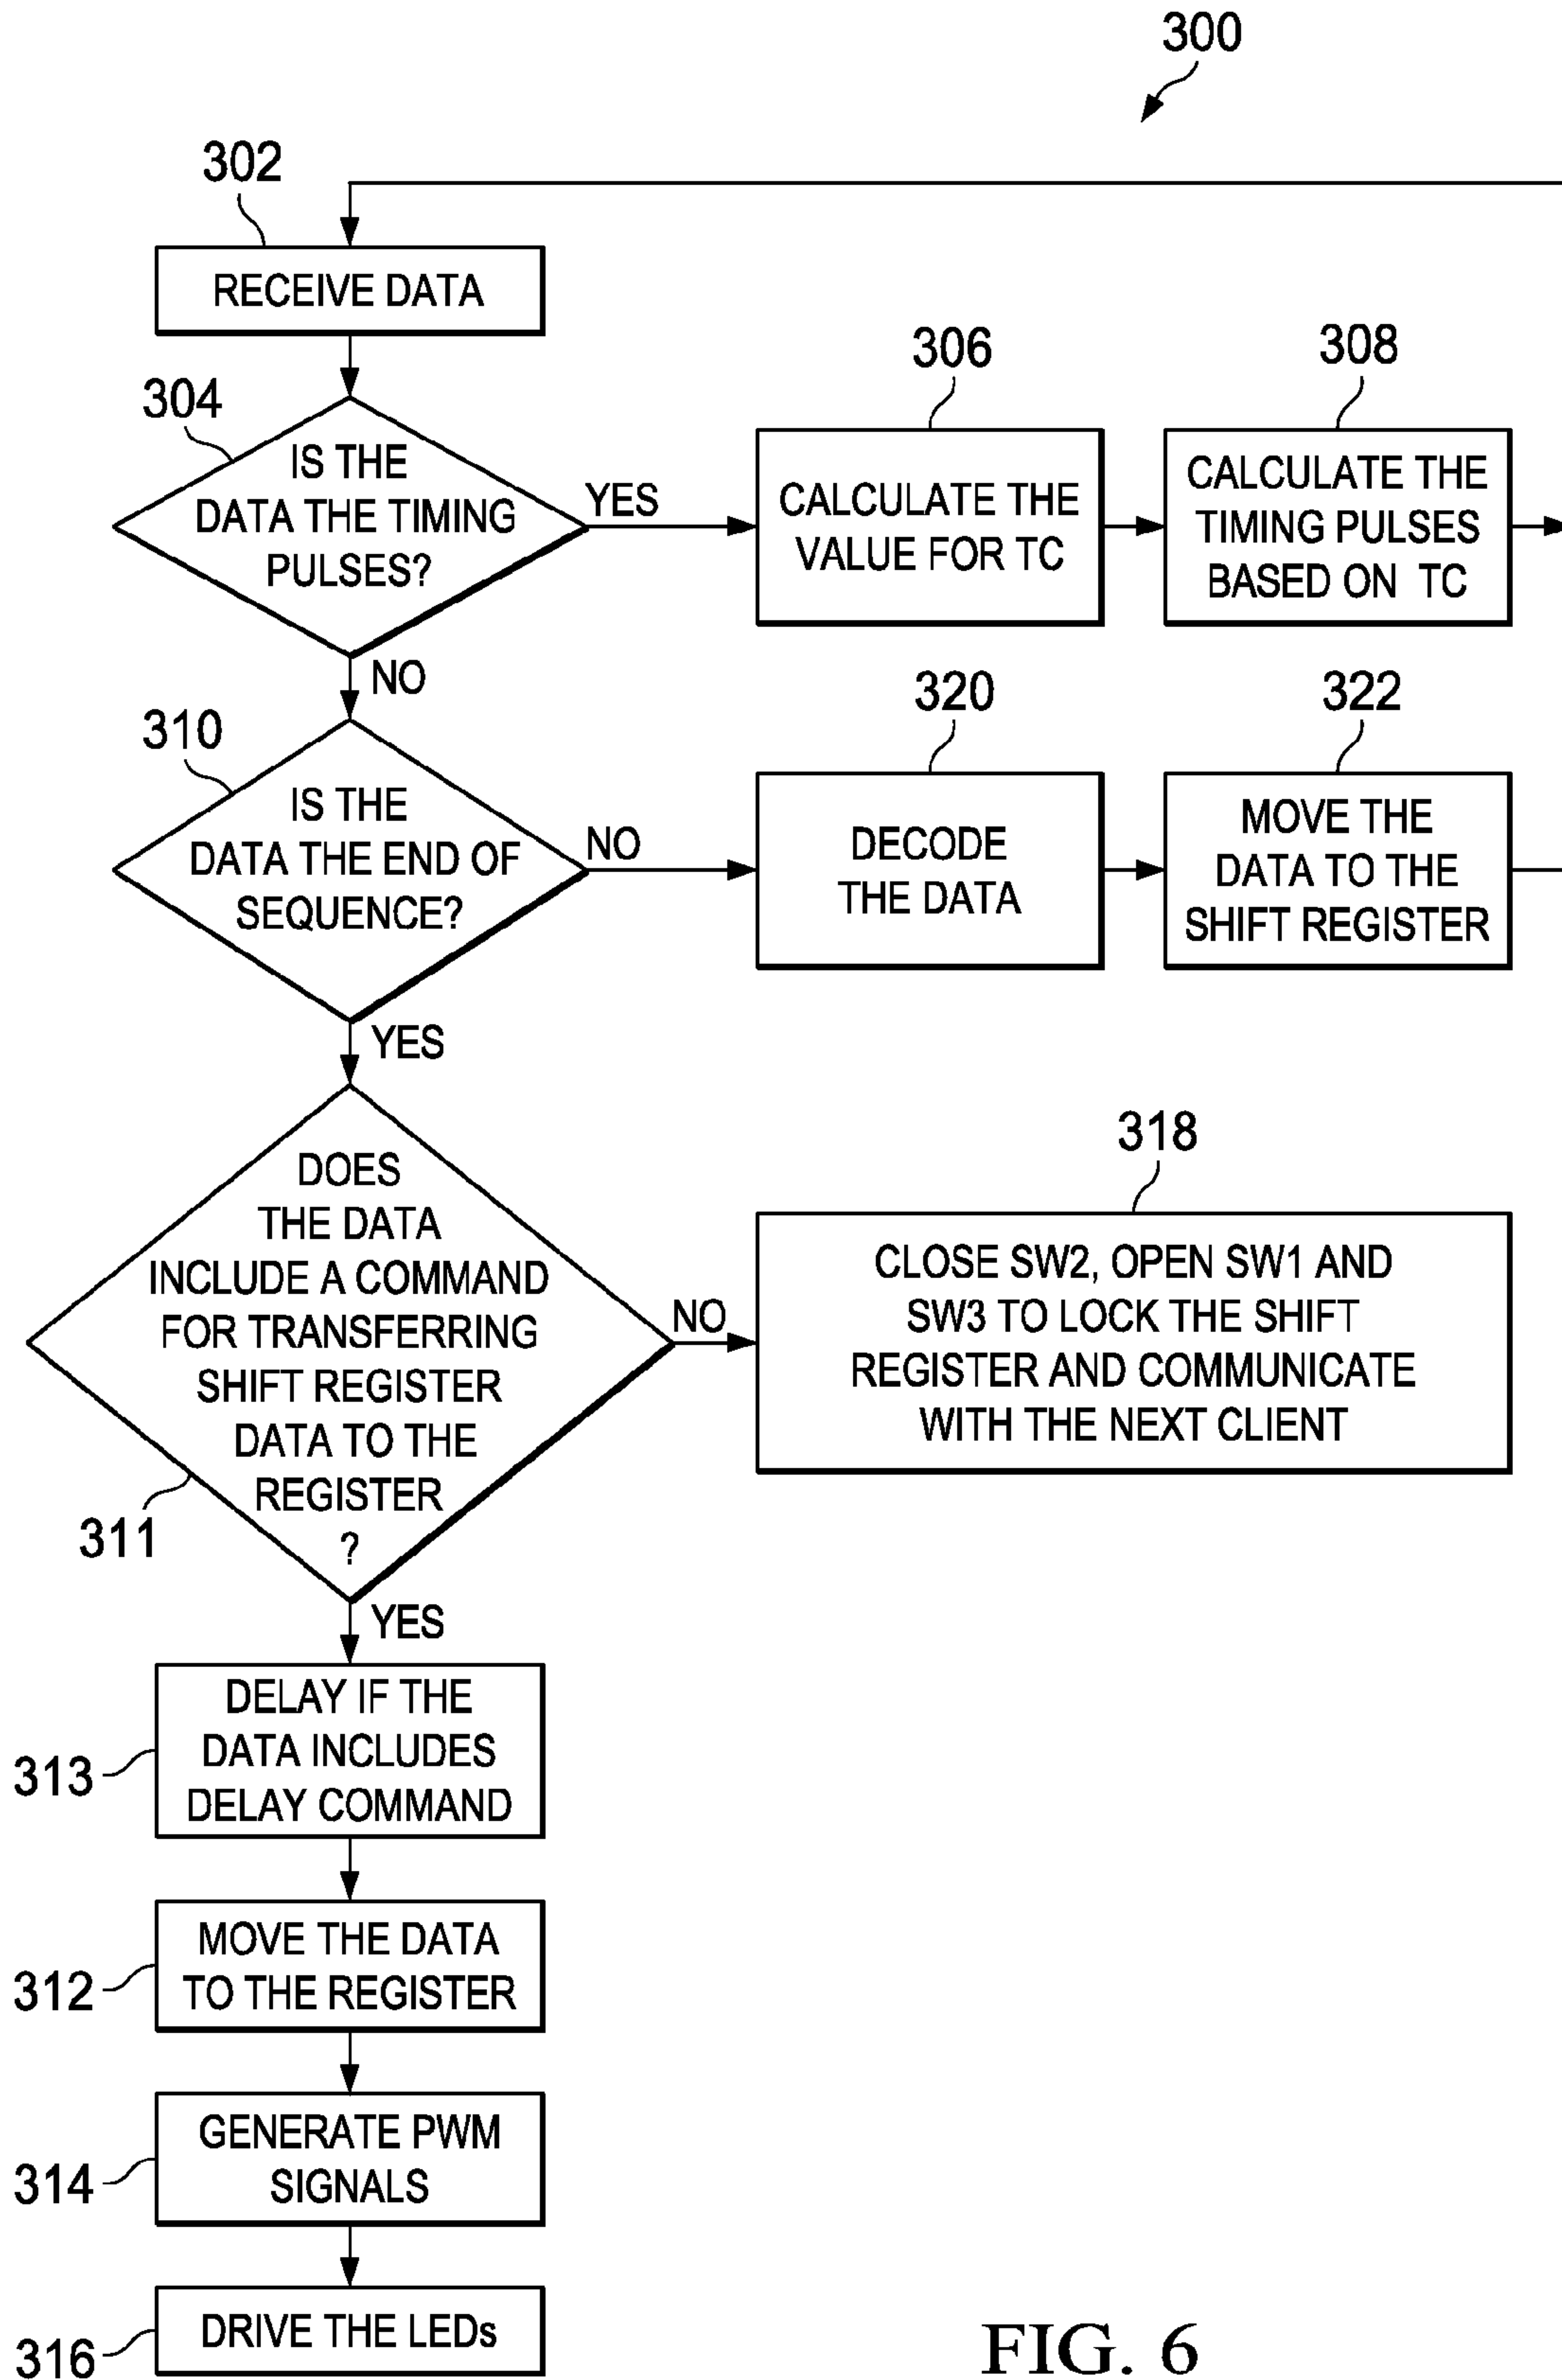 300
302
RECEIVE DATA
304
IS THE
DATA THE TIMING
PULSES?
YES
306
CALCULATE THE
VALUE FOR TC
308
CALCULATE THE
TIMING PULSES
BASED ON TC
NO
310
IS THE
DATA THE END OF
SEQUENCE?
NO
320
DECODE
THE DATA
322
MOVE THE
DATA TO THE
SHIFT REGISTER
YES
DOES
THE DATA
INCLUDE A COMMAND
FOR TRANSFERRING
SHIFT REGISTER
DATA TO THE
REGISTER
?
311
NO
318
CLOSE SW2, OPEN SW1 AND
SW3 TO LOCK THE SHIFT
REGISTER AND COMMUNICATE
WITH THE NEXT CLIENT
YES
DELAY IF THE
DATA INCLUDES
DELAY COMMAND
313
MOVE THE DATA
TO THE REGISTER
312
GENERATE PWM
SIGNALS
314
DRIVE THE LEDs
316
FIG. 6